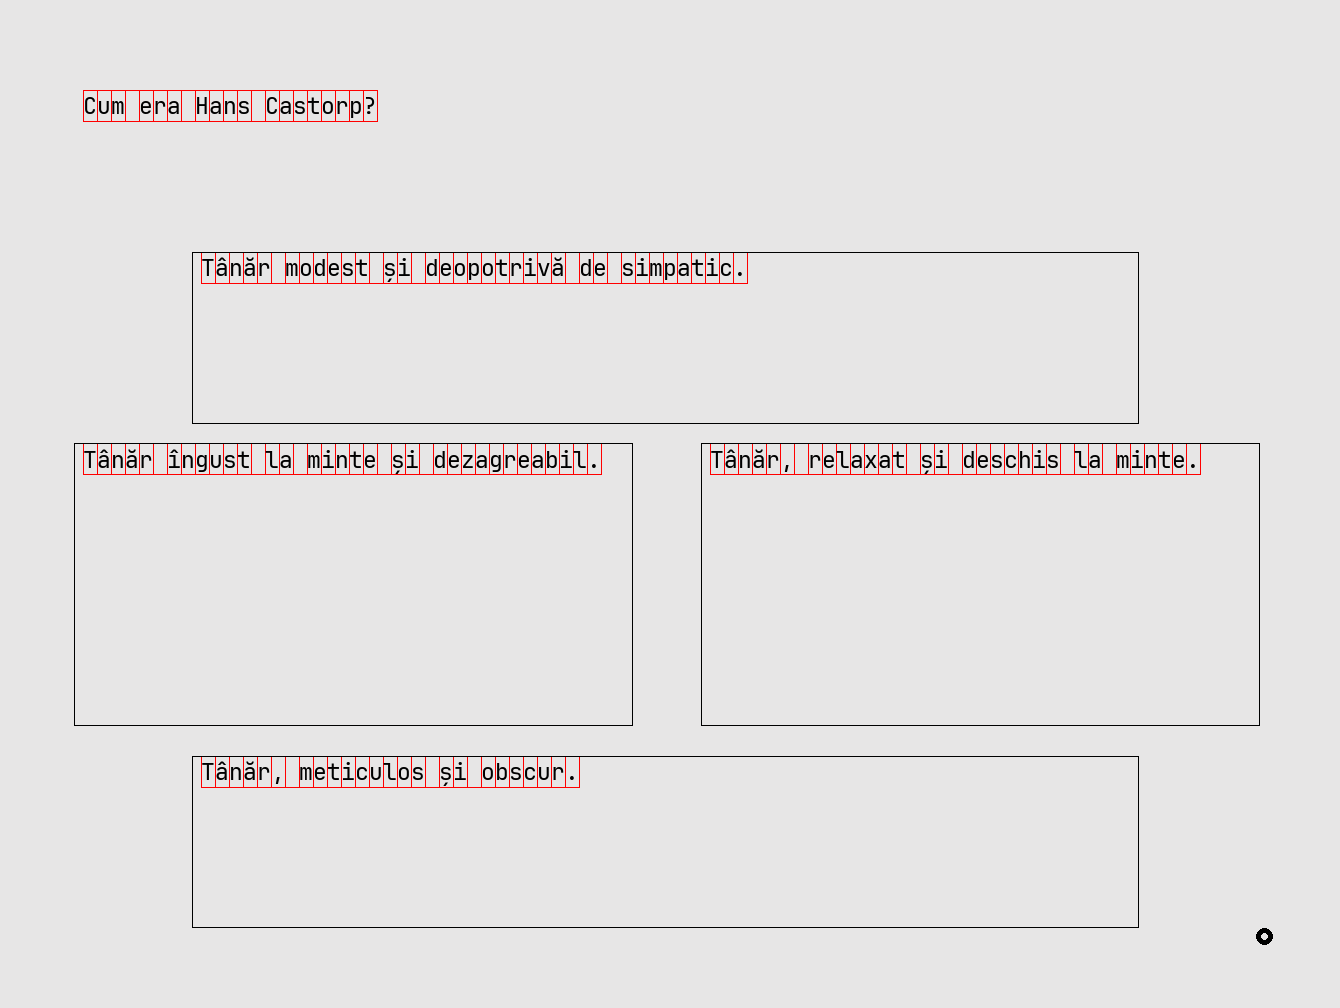 Cum era Hans Castorp?
Tânăr modest și deopotrivă de simpatic.
Tânăr îngust la minte și dezagreabil.
Tânăr, relaxat și deschis la minte.
Tânăr, meticulos și obscur.